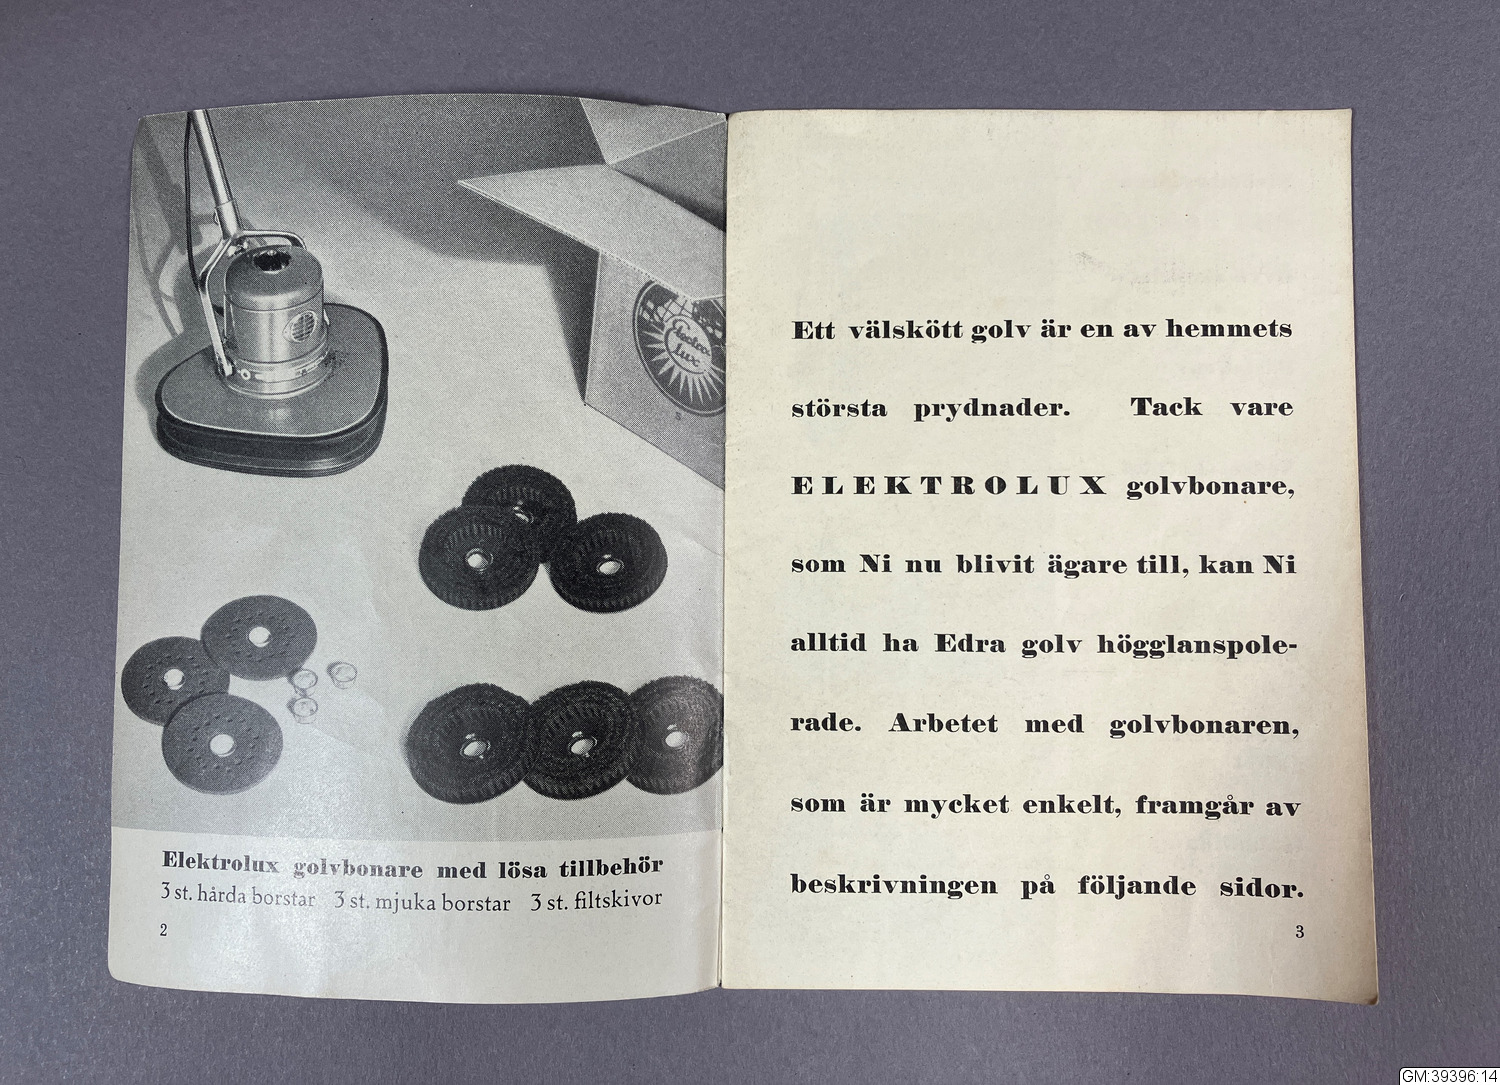 Electro
lux
Elektrolux golvbonare med lösa tillbehör
3 st. hårda borstar 3 st. mjuka borstar 3 st. filtskivor
2
Ett välskött golv är en av hemmets
största prydnader. Tack vare
ELEKTROLUX golvbonare,
som Ni nu blivit ägare till, kan Ni
alltid ha Edra golv högglanspole-
rade. Arbetet med golvbonaren,
som är mycket enkelt, framgår av
beskrivningen på följande sidor.
3
GM:39396:14